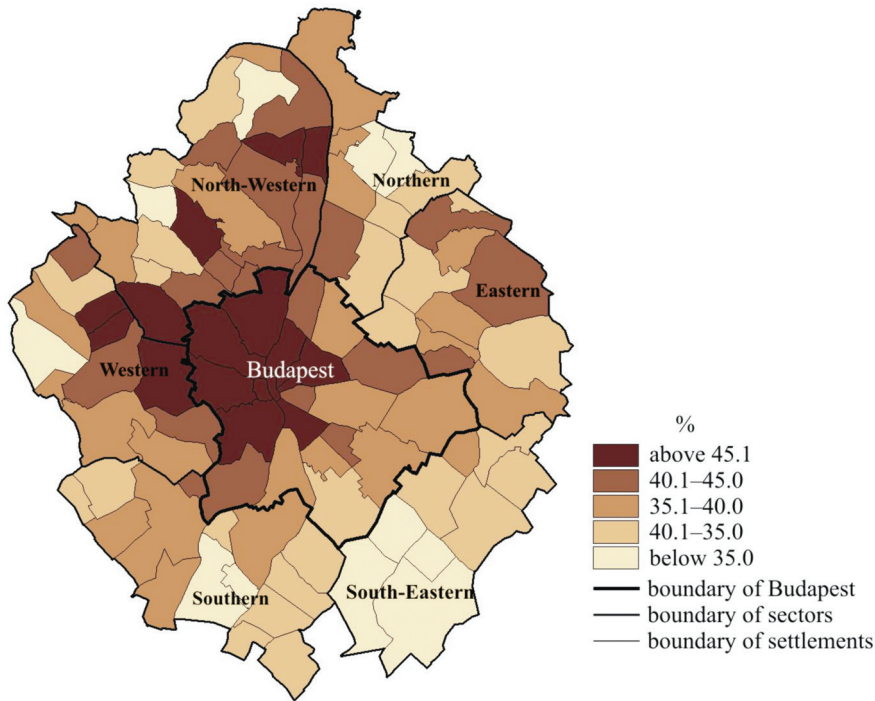 North-Western
Northern
Eastern
Western
Budapest
Southern
South-Eastern
%
above 45.1
40.1–45.0
35.1–40.0
40.1–35.0
below 35.0
boundary of Budapest
boundary of sectors
boundary of settlements